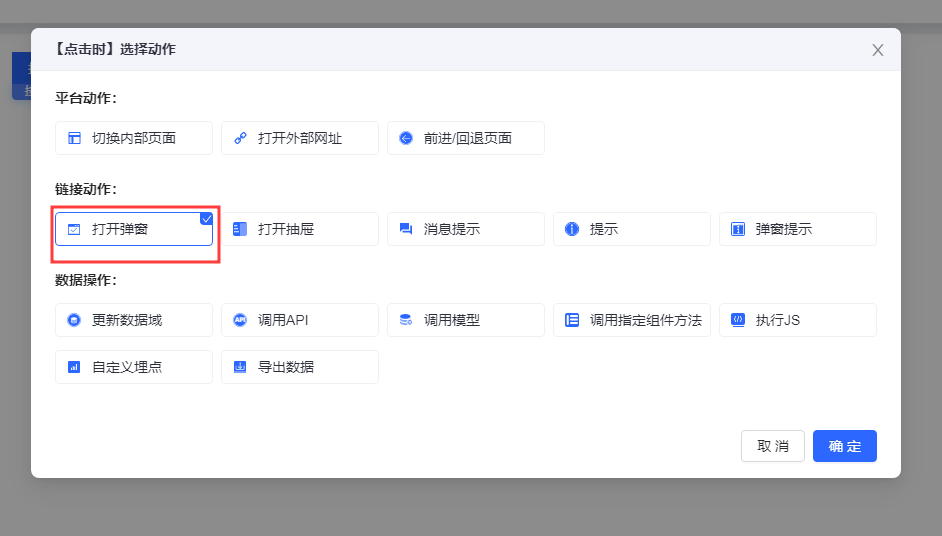 【点击时】选择动作
平台动作：
切换内部页面
打开外部网址
前进/回退页面
链接动作：
打开弹窗
打开抽屉
消息提示
提示
弹窗提示
数据操作：
更新数据域
API
调用API
调用模型
调用指定组件方法
执行JS
自定义埋点
导出数据
取消
确定